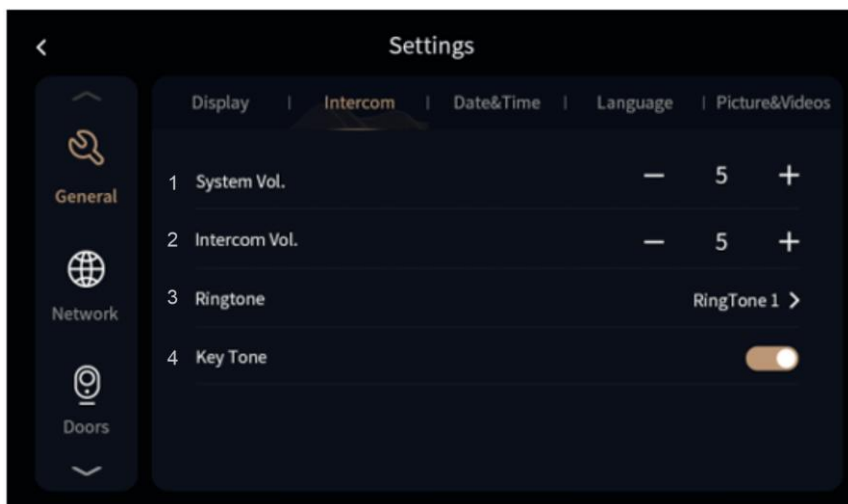 Settings
Display | Intercom | Date&Time | Language | Picture&Videos
General
Network
Doors
1 System Vol. — 5 +
2 Intercom Vol. — 5 +
3 Ringtone RingTone 1 >
4 Key Tone